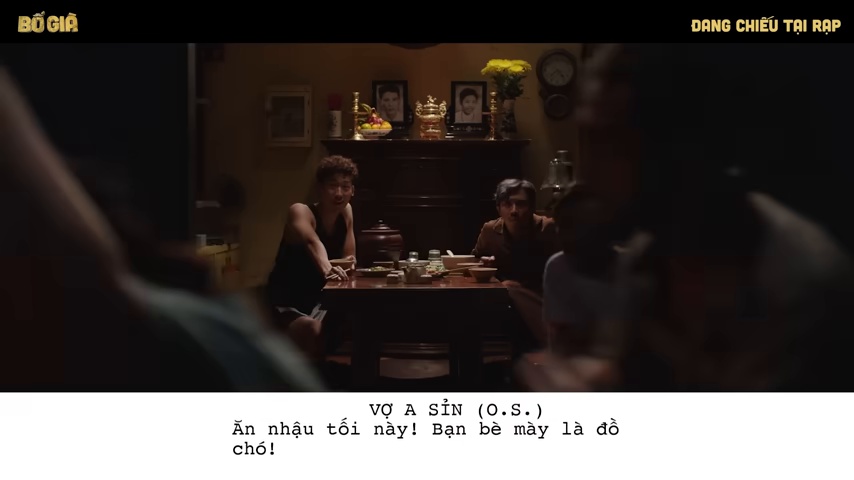 BỐ GIÀ
ĐANG CHIẾU TẠI RẠP
VỢ A SỈN (O.S.)
Ăn nhậu tối này! Bạn bè mày là đồ
chó!